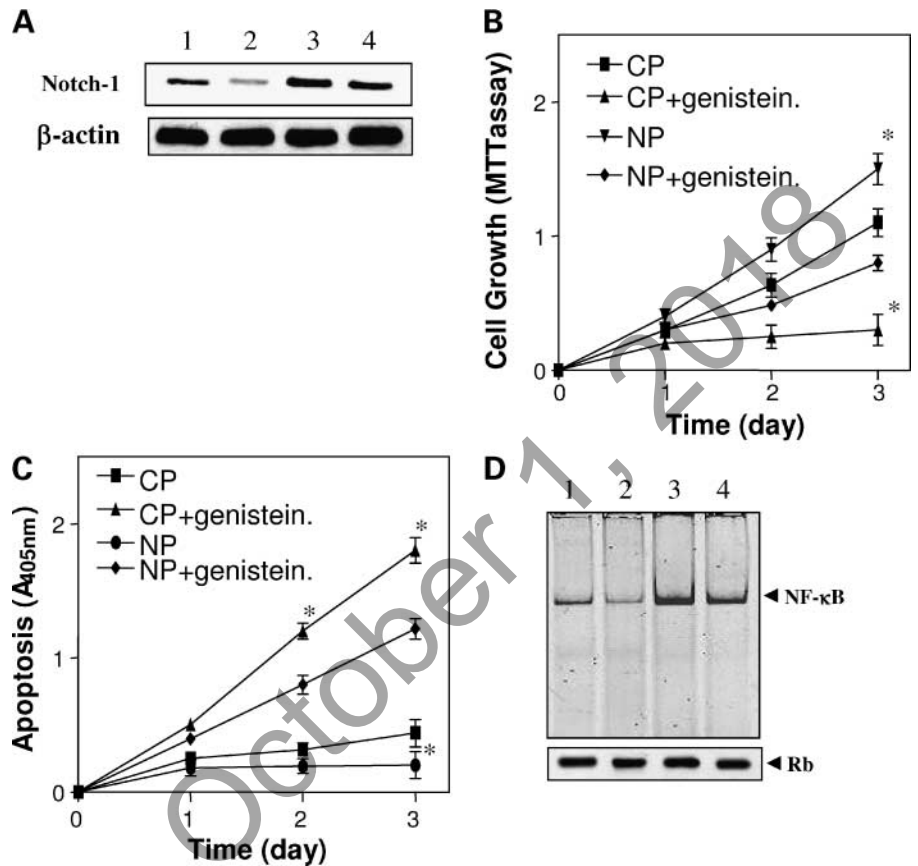 A
1 2 3 4
Notch-1
β-actin
B
CP
CP+genistein.
NP
NP+genistein.
2
1
0
Cell Growth (MTTassay)
*
*
0 1 2 3
Time (day)
C
CP
CP+genistein.
NP
NP+genistein.
2
1
0
Apoptosis (A405nm)
*
*
*
0 1 2 3
Time (day)
D
1 2 3 4
NF-κB
Rb
October 1, 2018